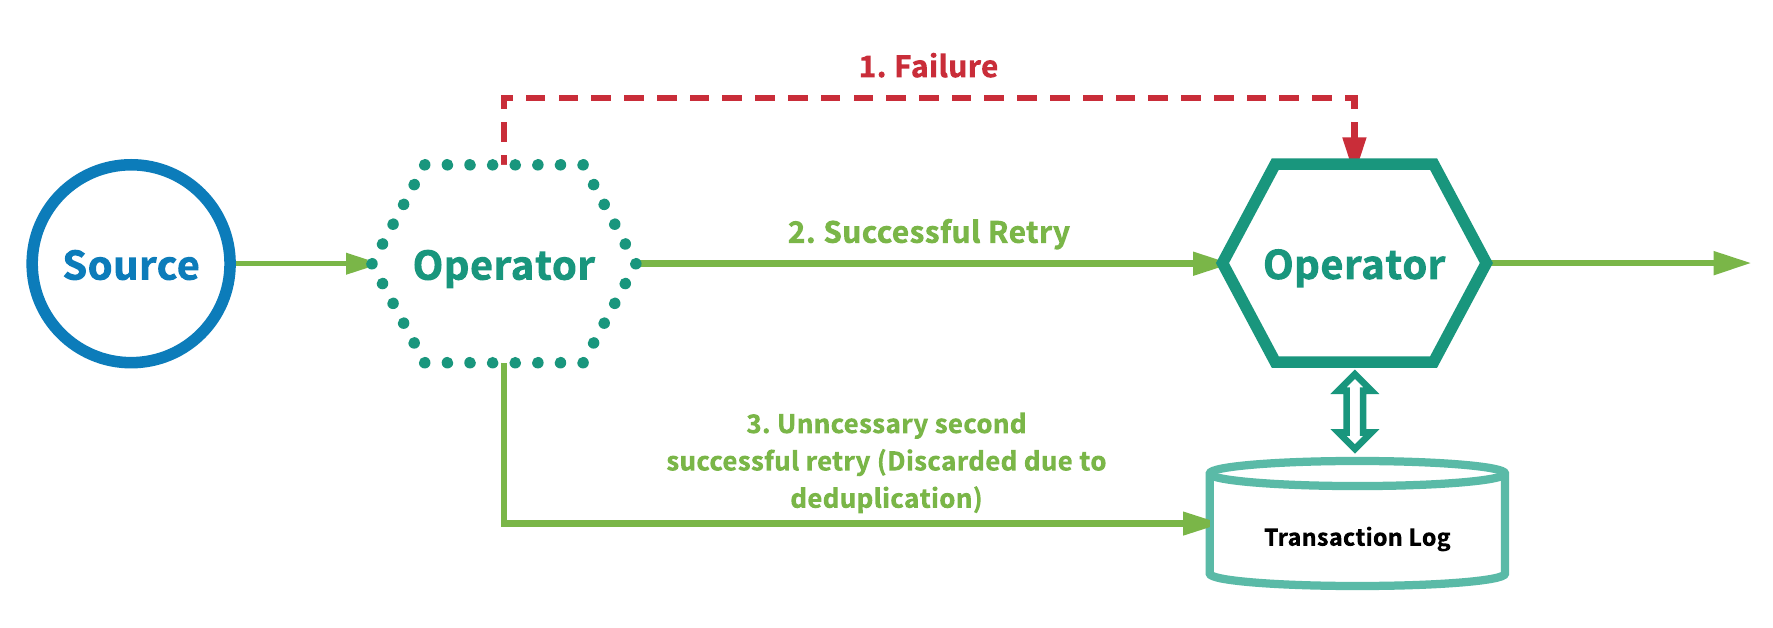 1. Failure
2. Successful Retry
Source
Operator
Operator
3. Unncessary second
successful retry (Discarded due to
deduplication)
Transaction Log